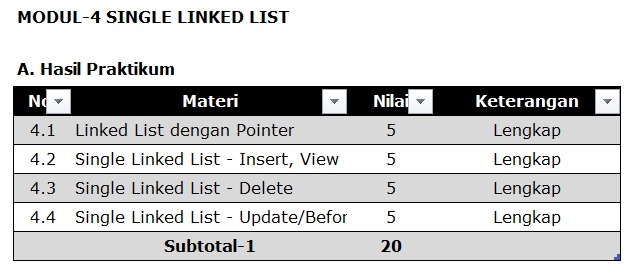 MODUL-4 SINGLE LINKED LIST
A. Hasil Praktikum
No Materi Nilai Keterangan
4.1 Linked List dengan Pointer 5 Lengkap
4.2 Single Linked List - Insert, View 5 Lengkap
4.3 Single Linked List - Delete 5 Lengkap
4.4 Single Linked List - Update/Befor 5 Lengkap
Subtotal-1 20